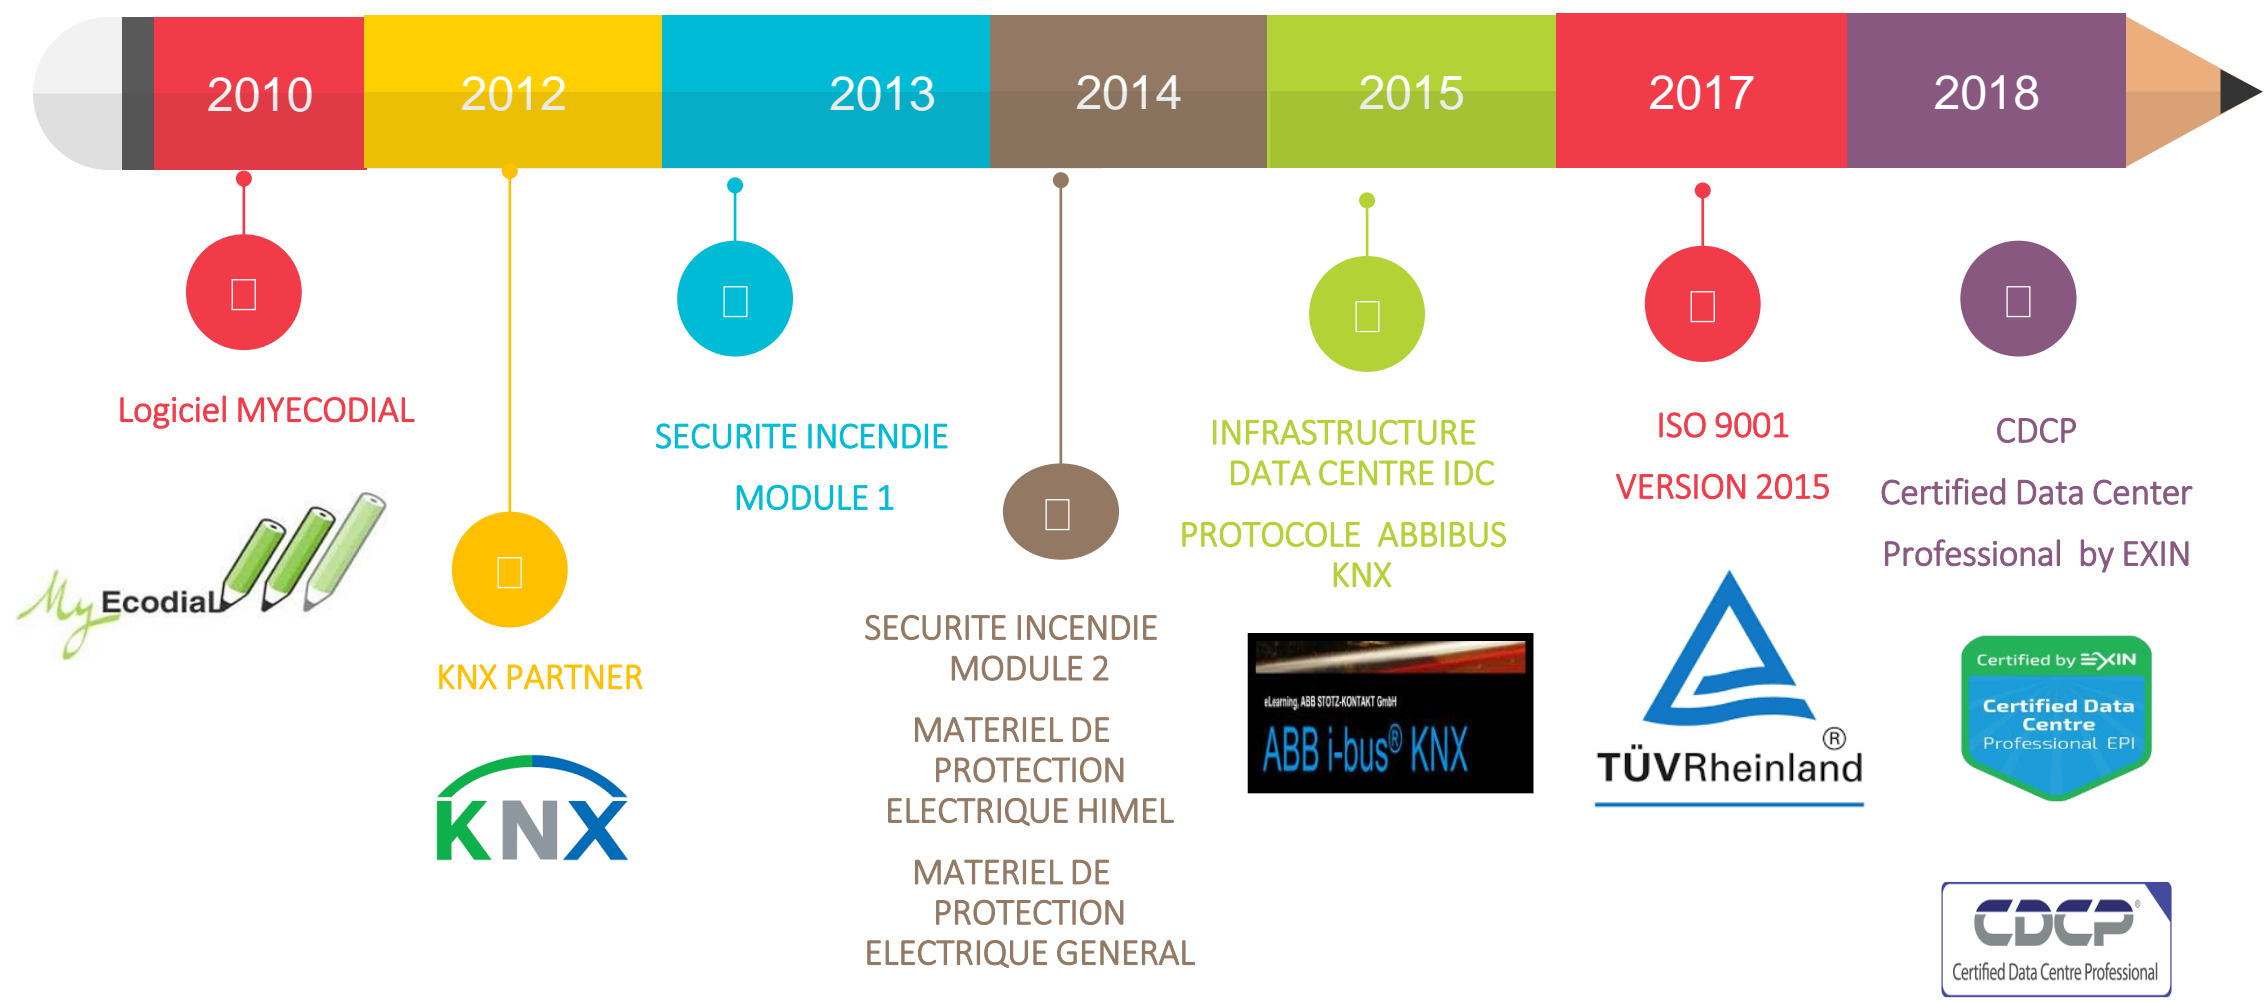 2010
2012
2013
2014
2015
2017
2018
Logiciel MYECODIAL
My Ecodial
KNX PARTNER
KNX
SECURITE INCENDIE
MODULE 1
SECURITE INCENDIE
MODULE 2
MATERIEL DE
PROTECTION
ELECTRIQUE HIMEL
MATERIEL DE
PROTECTION
ELECTRIQUE GENERAL
INFRASTRUCTURE
DATA CENTRE IDC
PROTOCOLE ABBIBUS
KNX
eLearning, ABB STOTZ-KONTAKT GmbH
ABB i-bus® KNX
ISO 9001
VERSION 2015
TÜVRheinland®
CDCP
Certified Data Center
Professional by EXIN
Certified by EXIN
Certified Data
Centre
Professional EPI
CDCP®
Certified Data Centre Professional